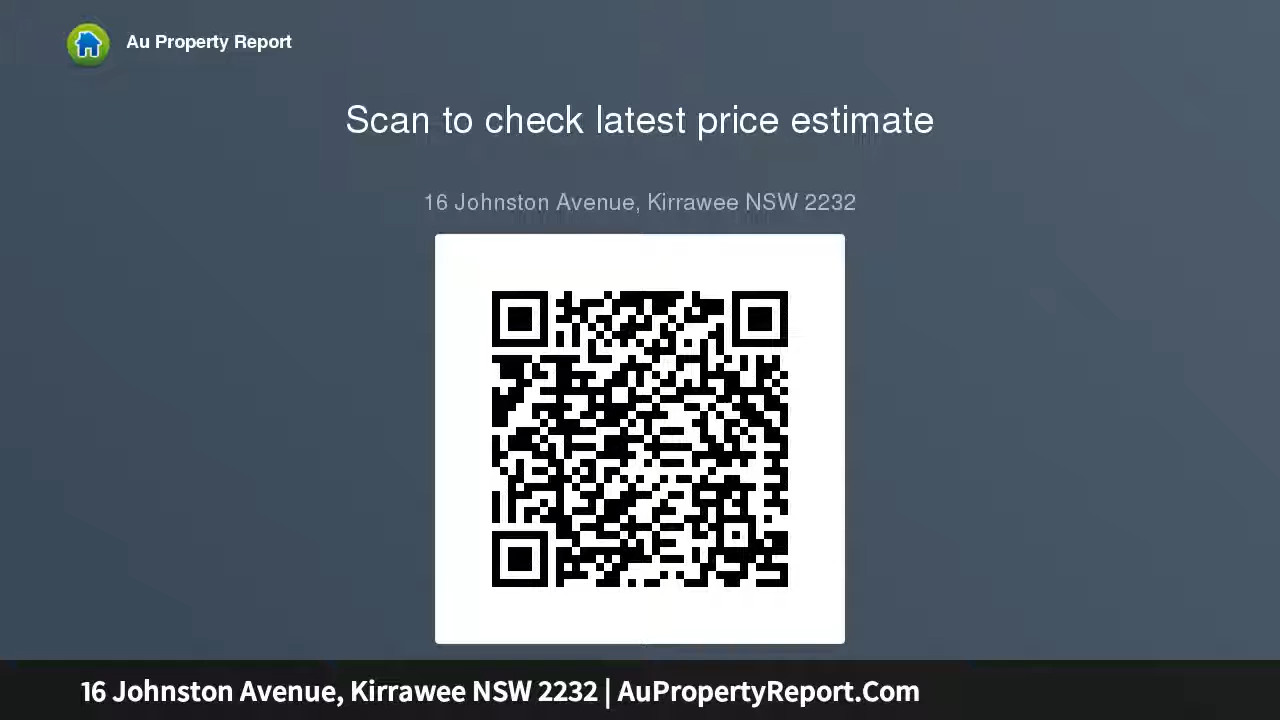 Au Property Report
Scan to check latest price estimate
16 Johnston Avenue, Kirrawee NSW 2232
16 Johnston Avenue, Kirrawee NSW 2232 | AuPropertyReport.Com